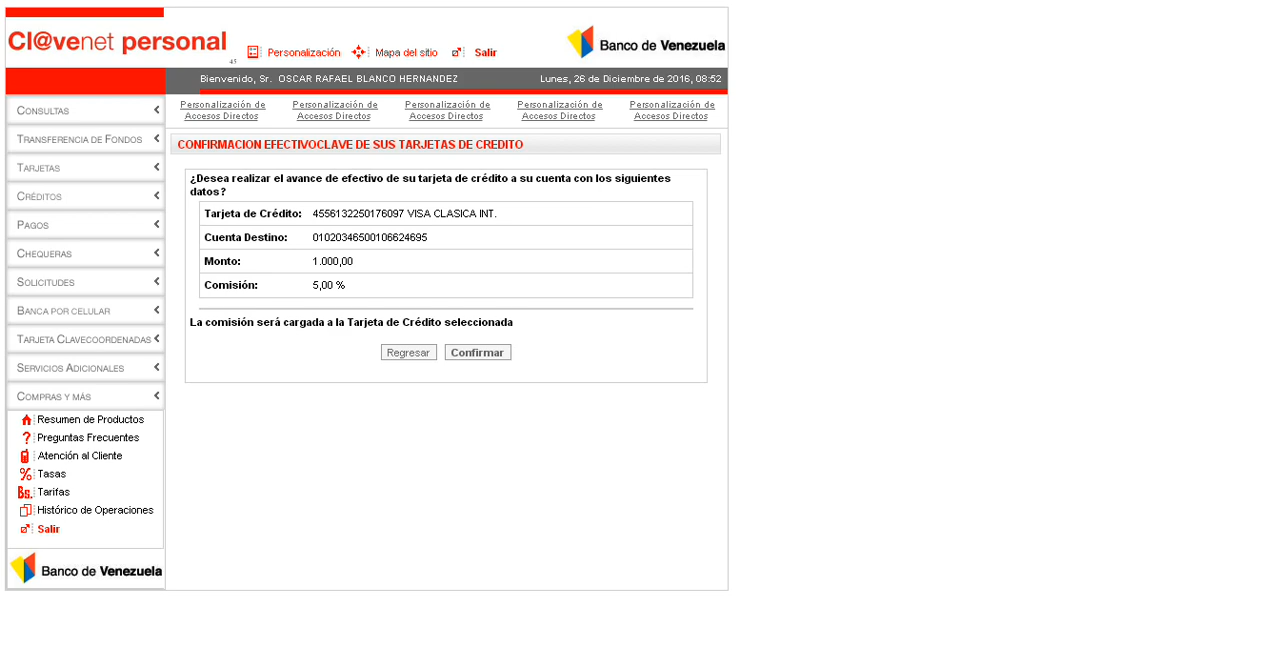 Cl@venet personal
45
Personalización
Mapa del sitio
Salir
Banco de Venezuela
Bienvenido, Sr. OSCAR RAFAEL BLANCO HERNANDEZ
Lunes, 26 de Diciembre de 2016, 08:52
Personalización de Accesos Directos
Personalización de Accesos Directos
Personalización de Accesos Directos
Personalización de Accesos Directos
Personalización de Accesos Directos
CONSULTAS
TRANSFERENCIA DE FONDOS
TARJETAS
CRÉDITOS
PAGOS
CHEQUERAS
SOLICITUDES
BANCA POR CELULAR
TARJETA CLAVECOORDENADAS
SERVICIOS ADICIONALES
COMPRAS Y MÁS
Resumen de Productos
? Preguntas Frecuentes
Atención al Cliente
% Tasas
Bs. Tarifas
Histórico de Operaciones
Salir
Banco de Venezuela
CONFIRMACION EFECTIVOCLAVE DE SUS TARJETAS DE CREDITO
¿Desea realizar el avance de efectivo de su tarjeta de crédito a su cuenta con los siguientes
datos?
Tarjeta de Crédito: 4556132250176097 VISA CLASICA INT.
Cuenta Destino: 01020346500106624695
Monto: 1.000,00
Comisión: 5,00 %
La comisión será cargada a la Tarjeta de Crédito seleccionada
Regresar
Confirmar